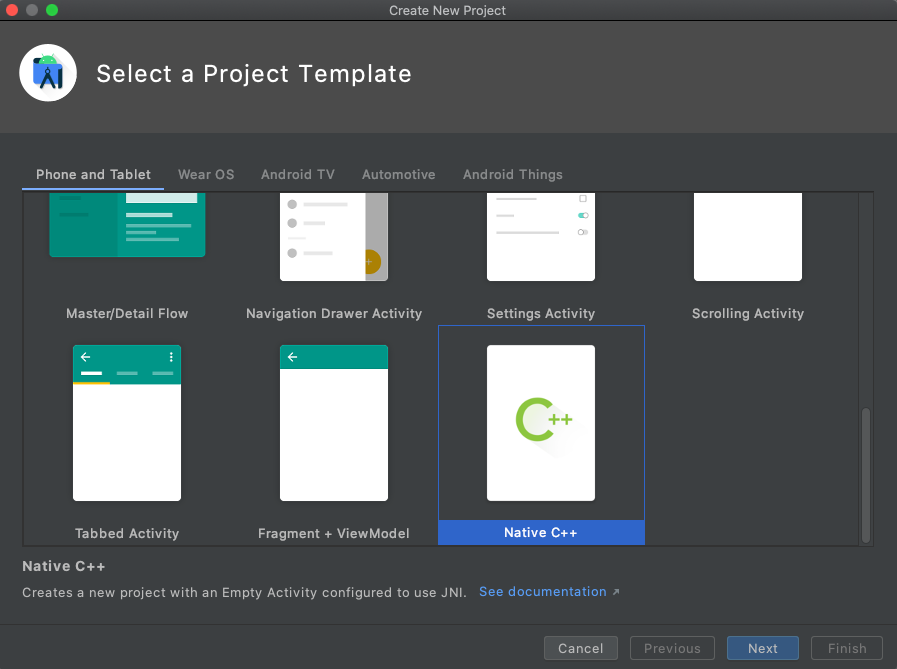 Create New Project
Select a Project Template
Phone and Tablet Wear OS Android TV Automotive Android Things
Master/Detail Flow Navigation Drawer Activity Settings Activity Scrolling Activity
C++
Tabbed Activity Fragment + ViewModel Native C++
Native C++
Creates a new project with an Empty Activity configured to use JNI. See documentation ↗
Cancel Previous Next Finish